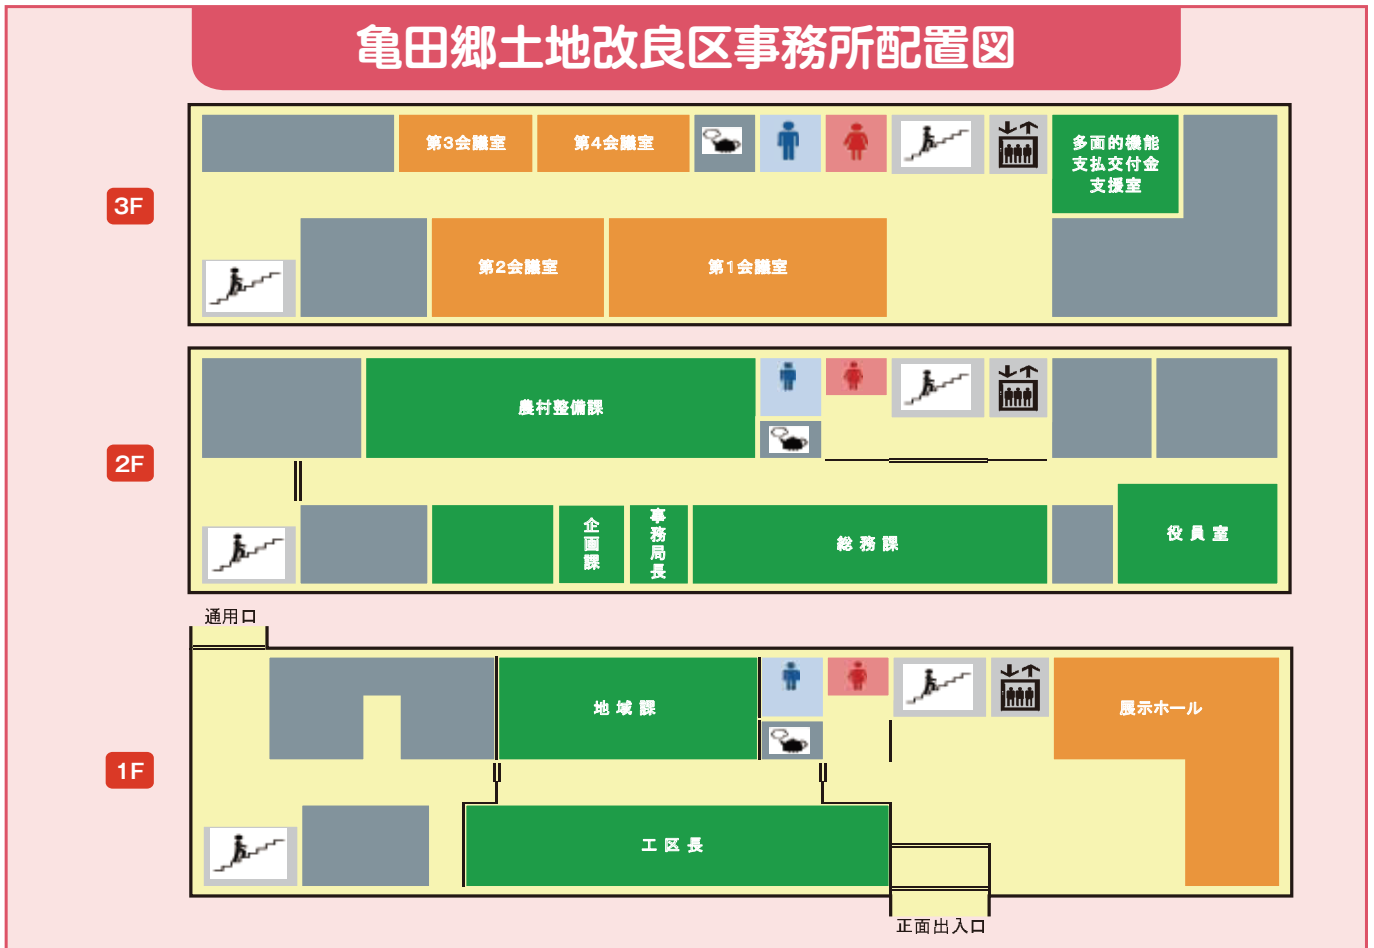 亀田郷土地改良区事務所配置図
3F
第3会議室
第4会議室
多面的機能
支払交付金
支援室
第2会議室
第1会議室
2F
農村整備課
企画課
事務局長
総務課
役員室
通用口
1F
地域課
展示ホール
工区長
正面出入口